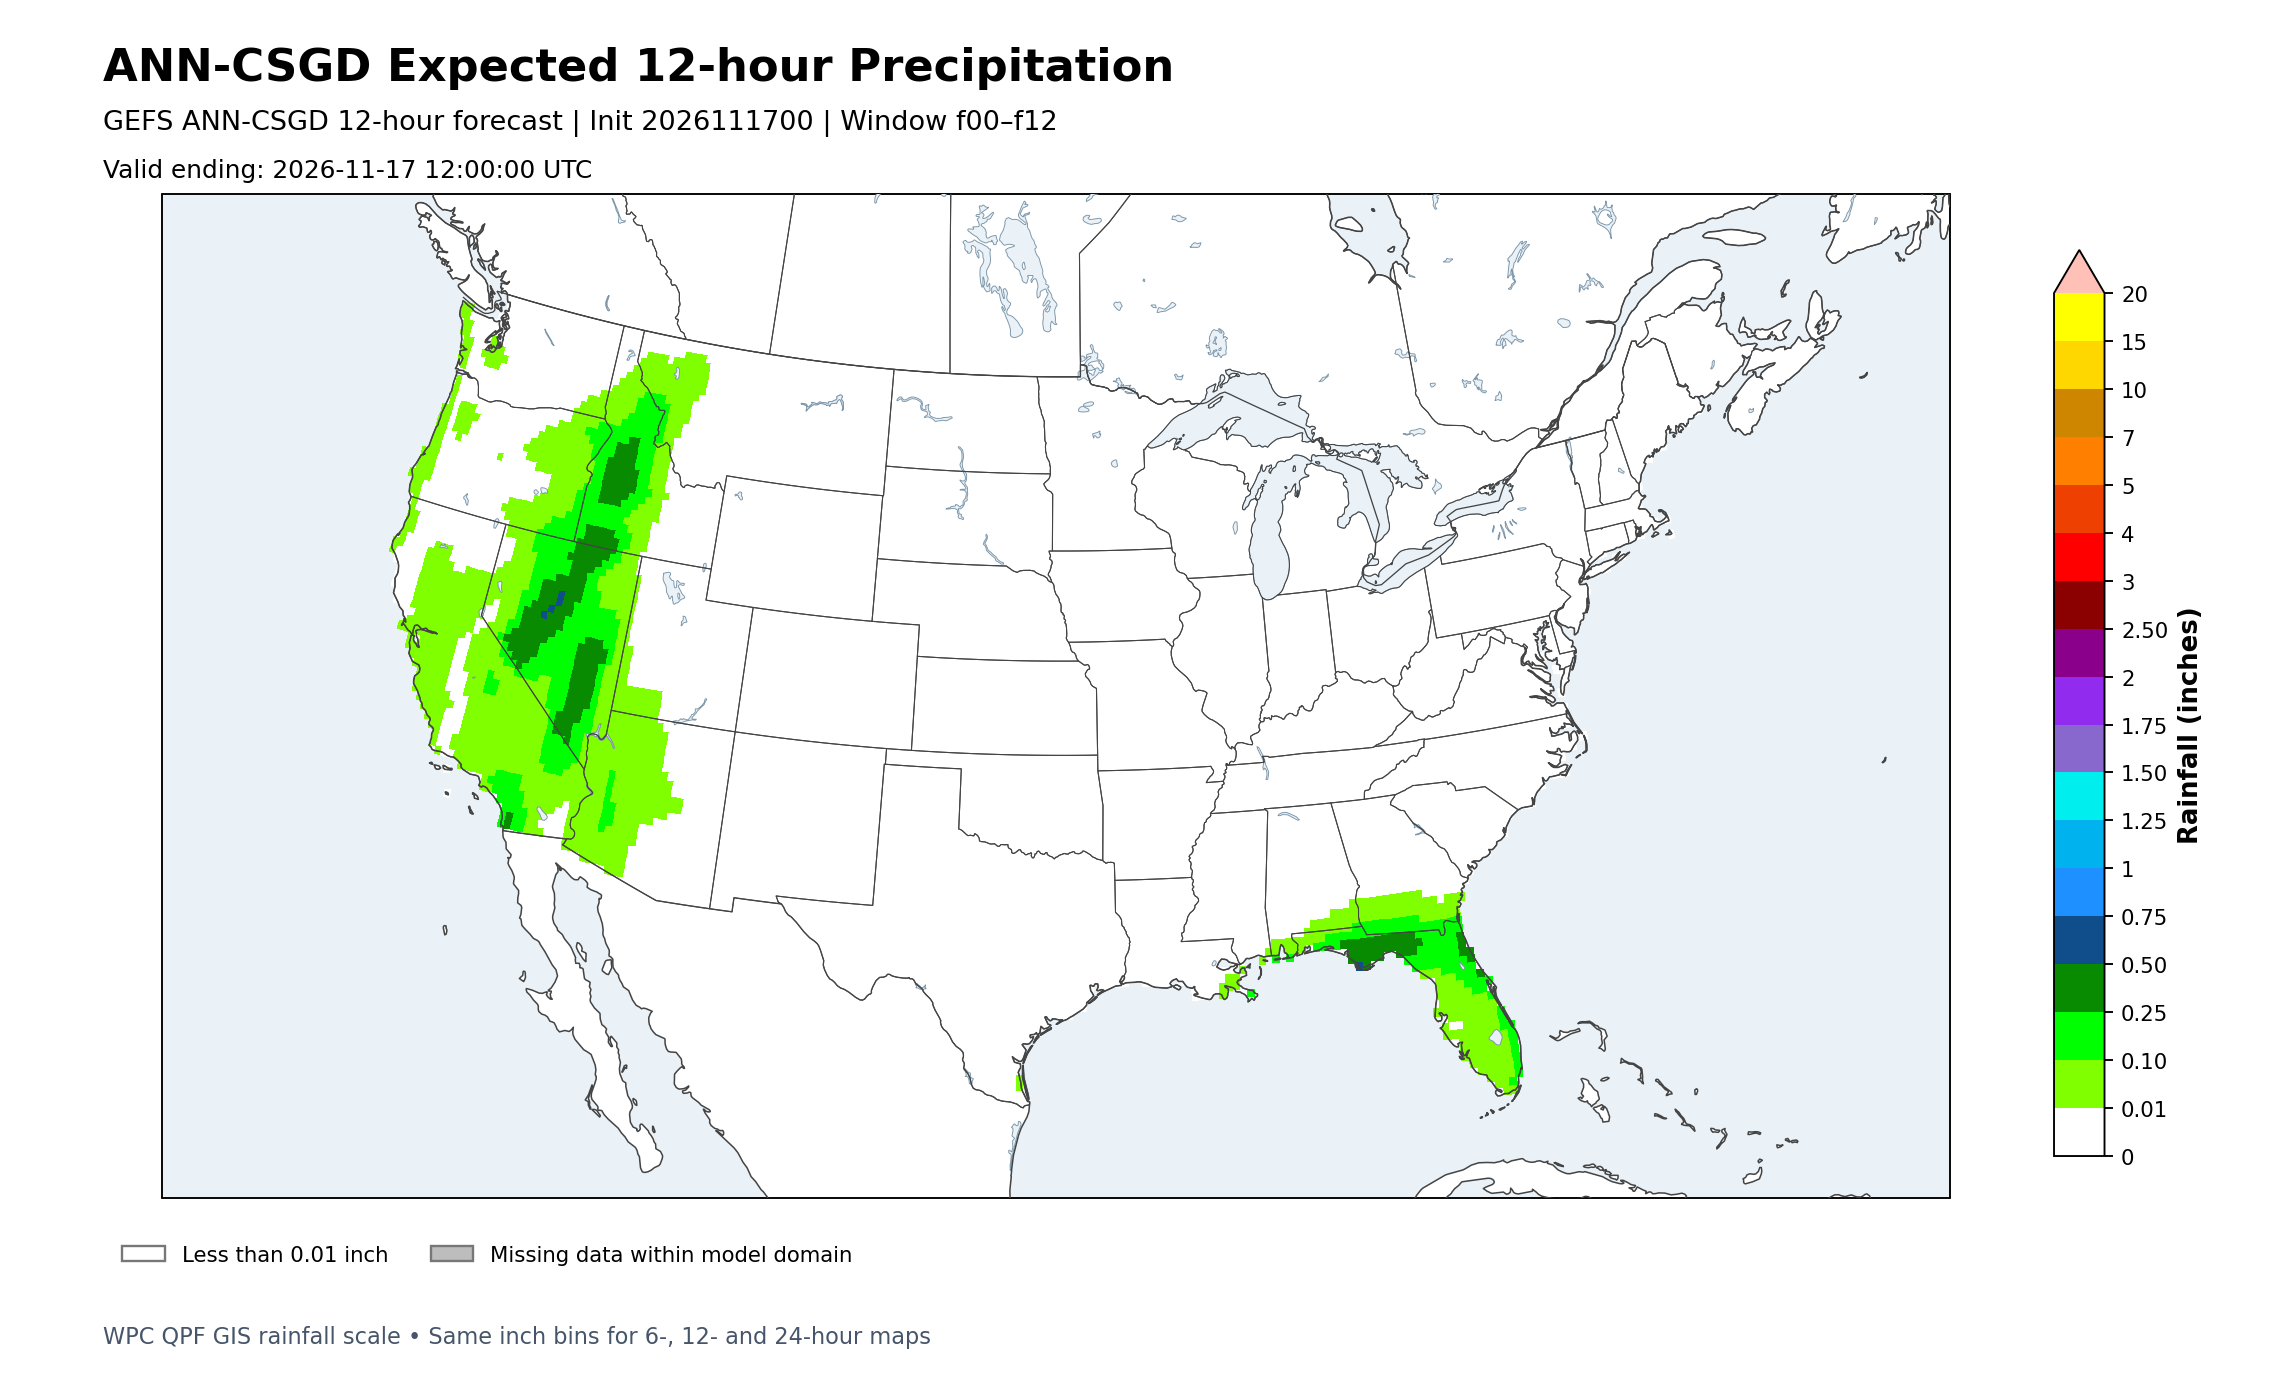 ANN-CSGD Expected 12-hour Precipitation
GEFS ANN-CSGD 12-hour forecast | Init 2026111700 | Window f00–f12
Valid ending: 2026-11-17 12:00:00 UTC
20
15
10
7
5
4
3
2.50
2
1.75
1.50
1.25
1
0.75
0.50
0.25
0.10
0.01
0
Rainfall (inches)
Less than 0.01 inch
Missing data within model domain
WPC QPF GIS rainfall scale • Same inch bins for 6-, 12- and 24-hour maps